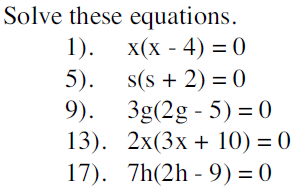 Solve these equations.
1). x(x - 4) = 0
5). s(s + 2) = 0
9). 3g(2g - 5) = 0
13). 2x(3x + 10) = 0
17). 7h(2h - 9) = 0